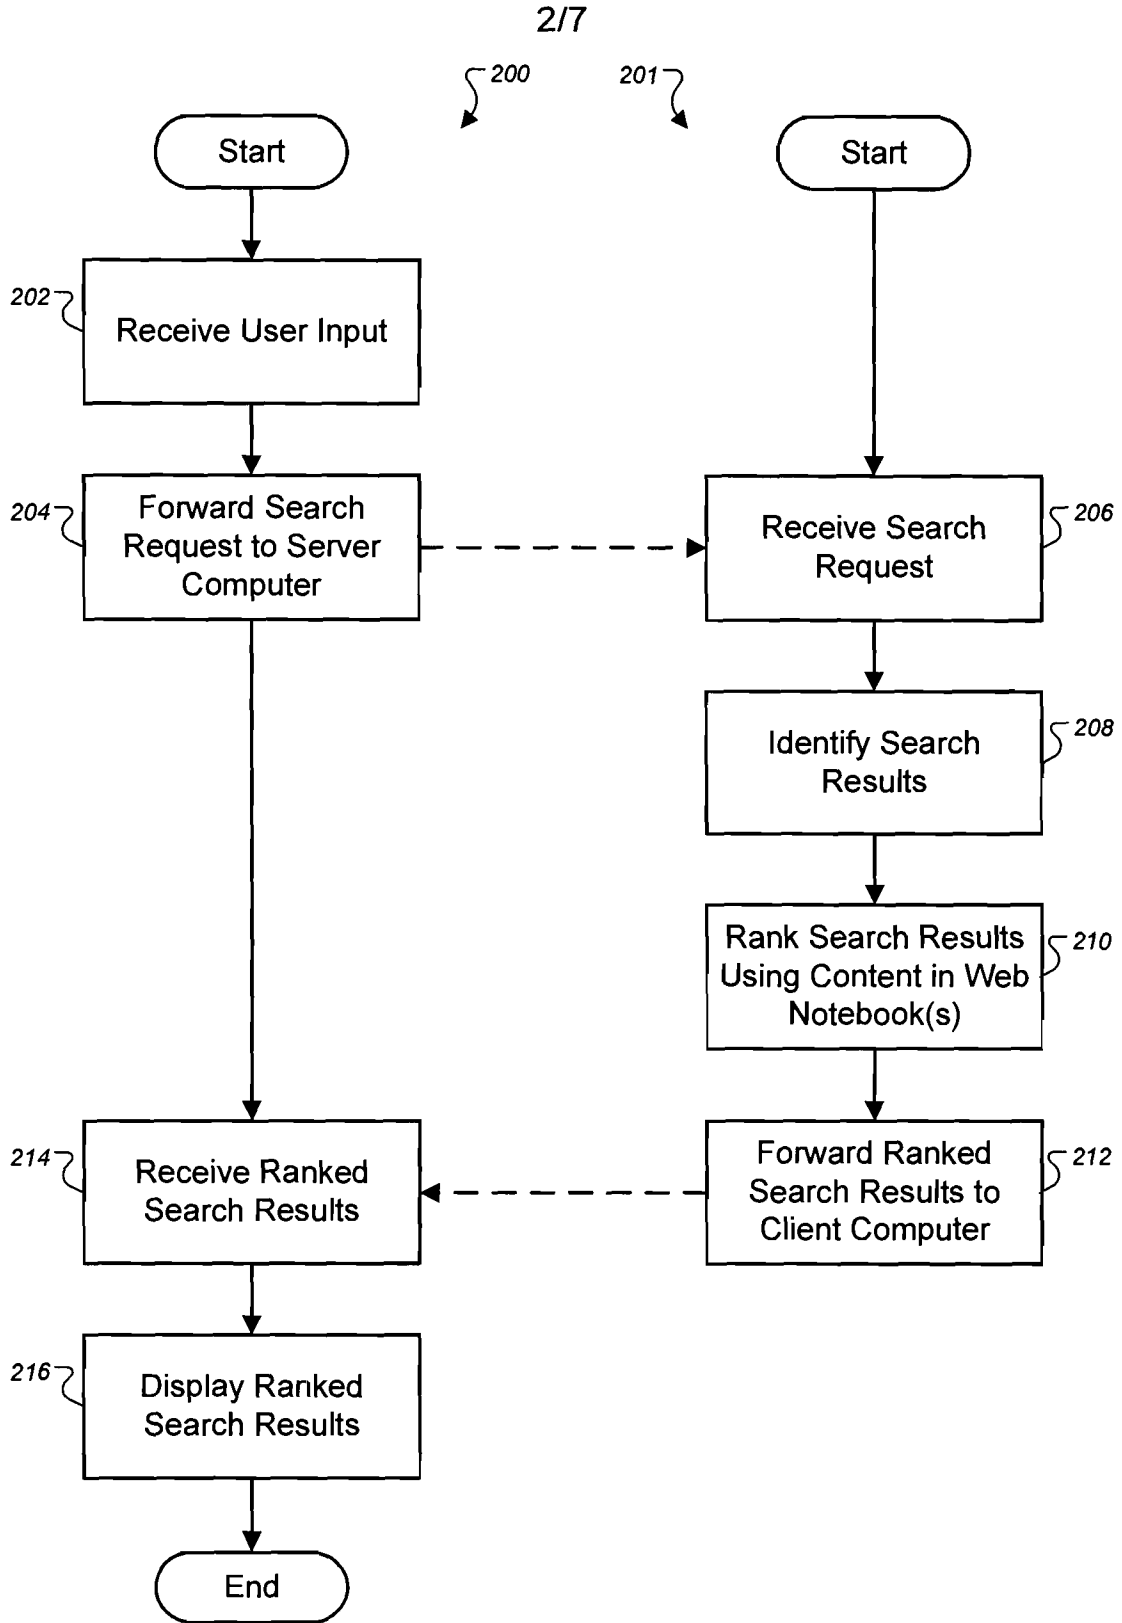 2/7
200
201
Start
Start
202
Receive User Input
204
Forward Search
Request to Server
Computer
Receive Search
Request
206
Identify Search
Results
208
Rank Search Results
Using Content in Web
Notebook(s)
210
214
Receive Ranked
Search Results
Forward Ranked
Search Results to
Client Computer
212
216
Display Ranked
Search Results
End